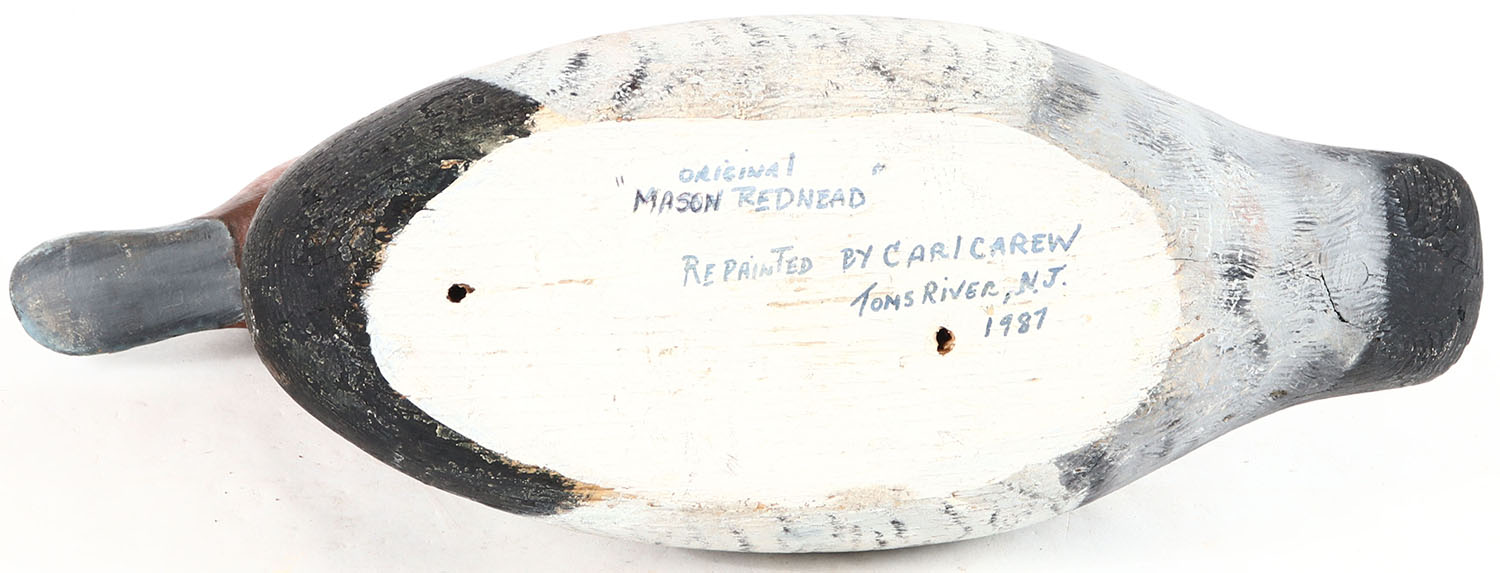 ORIGINAl
"MASON REDHEAD"
REPAINTED BY CARl CAREW
TOMS RIVER, N.J.
1987